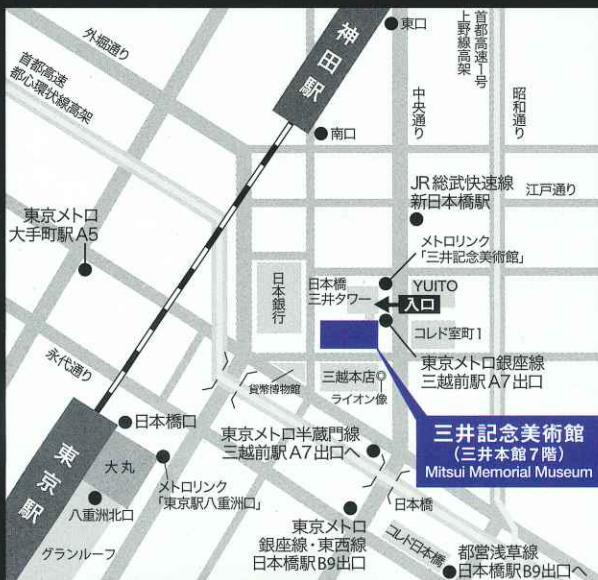 東口
神田駅
首都高速1号
上野線高架
外堀通り
首都高速
都心環状線高架
中央通り
昭和通り
南口
JR総武快速線
新日本橋駅
江戸通り
東京メトロ
大手町駅A5
メトロリンク
「三井記念美術館」
日本銀行
日本橋
三井タワー
YUITO
入口
コレド室町1
東京メトロ銀座線
三越前駅A7出口
永代通り
貨幣博物館
三越本店
ライオン像
三井記念美術館
(三井本館7階)
Mitsui Memorial Museum
日本橋口
東京駅
大丸
メトロリンク
「東京駅八重洲口」
東京メトロ半蔵門線
三越前駅A7出口へ
日本橋
八重洲北口
グランルーフ
東京メトロ
銀座線・東西線
日本橋駅B9出口
コレド日本橋
都営浅草線
日本橋駅B9出口へ